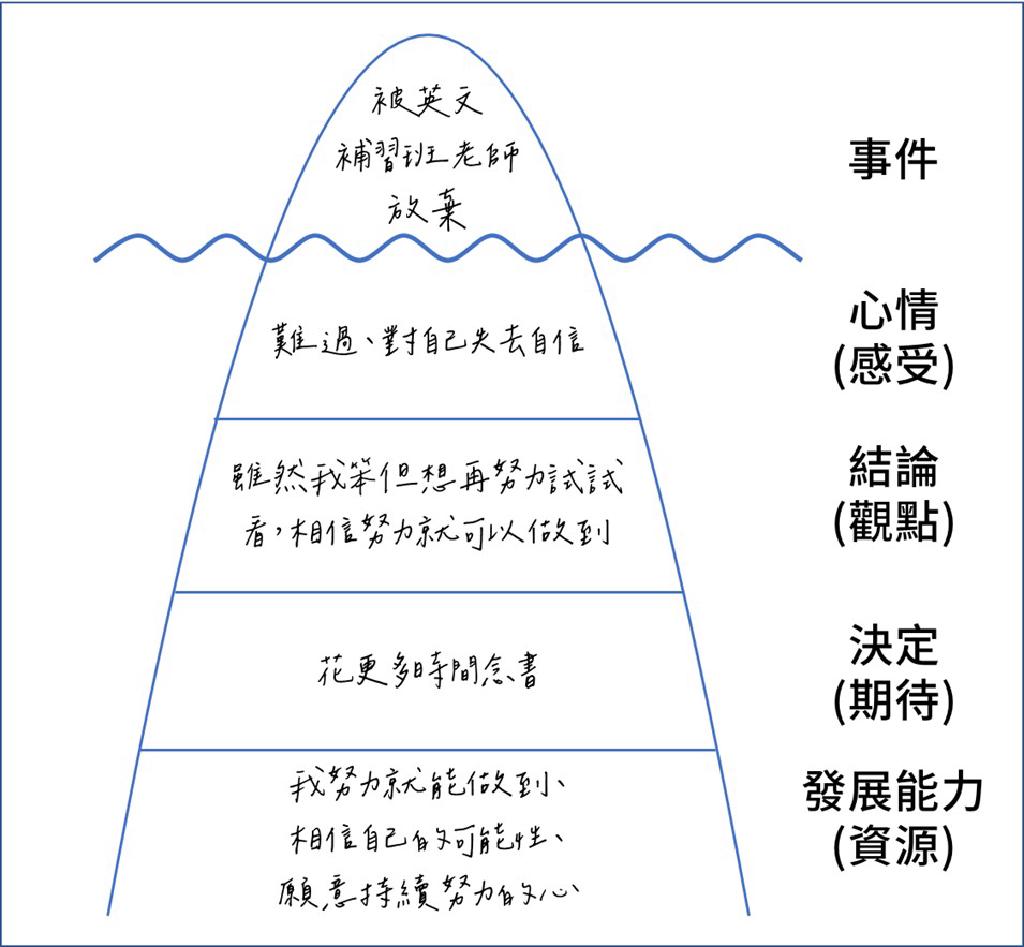 被英文
補習班老師
放棄
事件
難過、對自己失去自信
心情
(感受)
雖然我笨但想再努力試試
看,相信努力就可以做到
結論
(觀點)
花更多時間念書
決定
(期待)
我努力就能做到、
相信自己的可能性、
願意持續努力的心
發展能力
(資源)